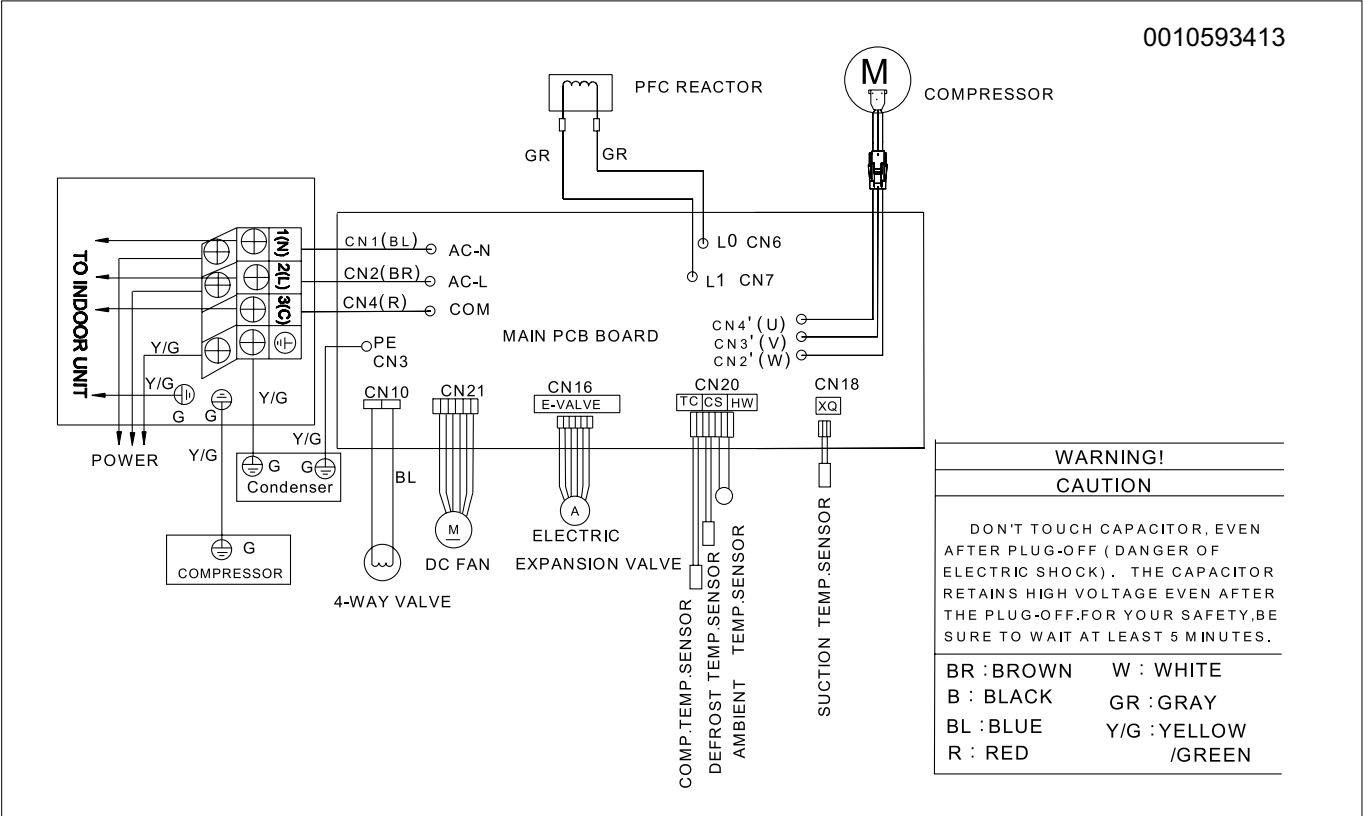 0010593413
M
PFC REACTOR
COMPRESSOR
GR
GR
TO INDOOR UNIT
1(N) 2(L) 3(C)
CN1(BL)
AC-N
CN2(BR)
AC-L
CN4(R)
COM
L0 CN6
L1 CN7
MAIN PCB BOARD
CN4'(U)
CN3'(V)
CN2'(W)
Y/G
PE
CN3
Y/G
Y/G
G
G
CN10
CN21
CN16
E-VALVE
CN20
TC CS HW
CN18
XQ
POWER
Y/G
Y/G
G
G
Condenser
BL
G
COMPRESSOR
M
DC FAN
A
ELECTRIC
EXPANSION VALVE
4-WAY VALVE
COMP.TEMP.SENSOR
DEFROST TEMP.SENSOR
AMBIENT TEMP.SENSOR
SUCTION TEMP.SENSOR
WARNING!
CAUTION
DON'T TOUCH CAPACITOR, EVEN
AFTER PLUG-OFF ( DANGER OF
ELECTRIC SHOCK). THE CAPACITOR
RETAINS HIGH VOLTAGE EVEN AFTER
THE PLUG-OFF.FOR YOUR SAFETY,BE
SURE TO WAIT AT LEAST 5 MINUTES.
BR : BROWN W : WHITE
B : BLACK GR : GRAY
BL : BLUE Y/G : YELLOW
R : RED /GREEN